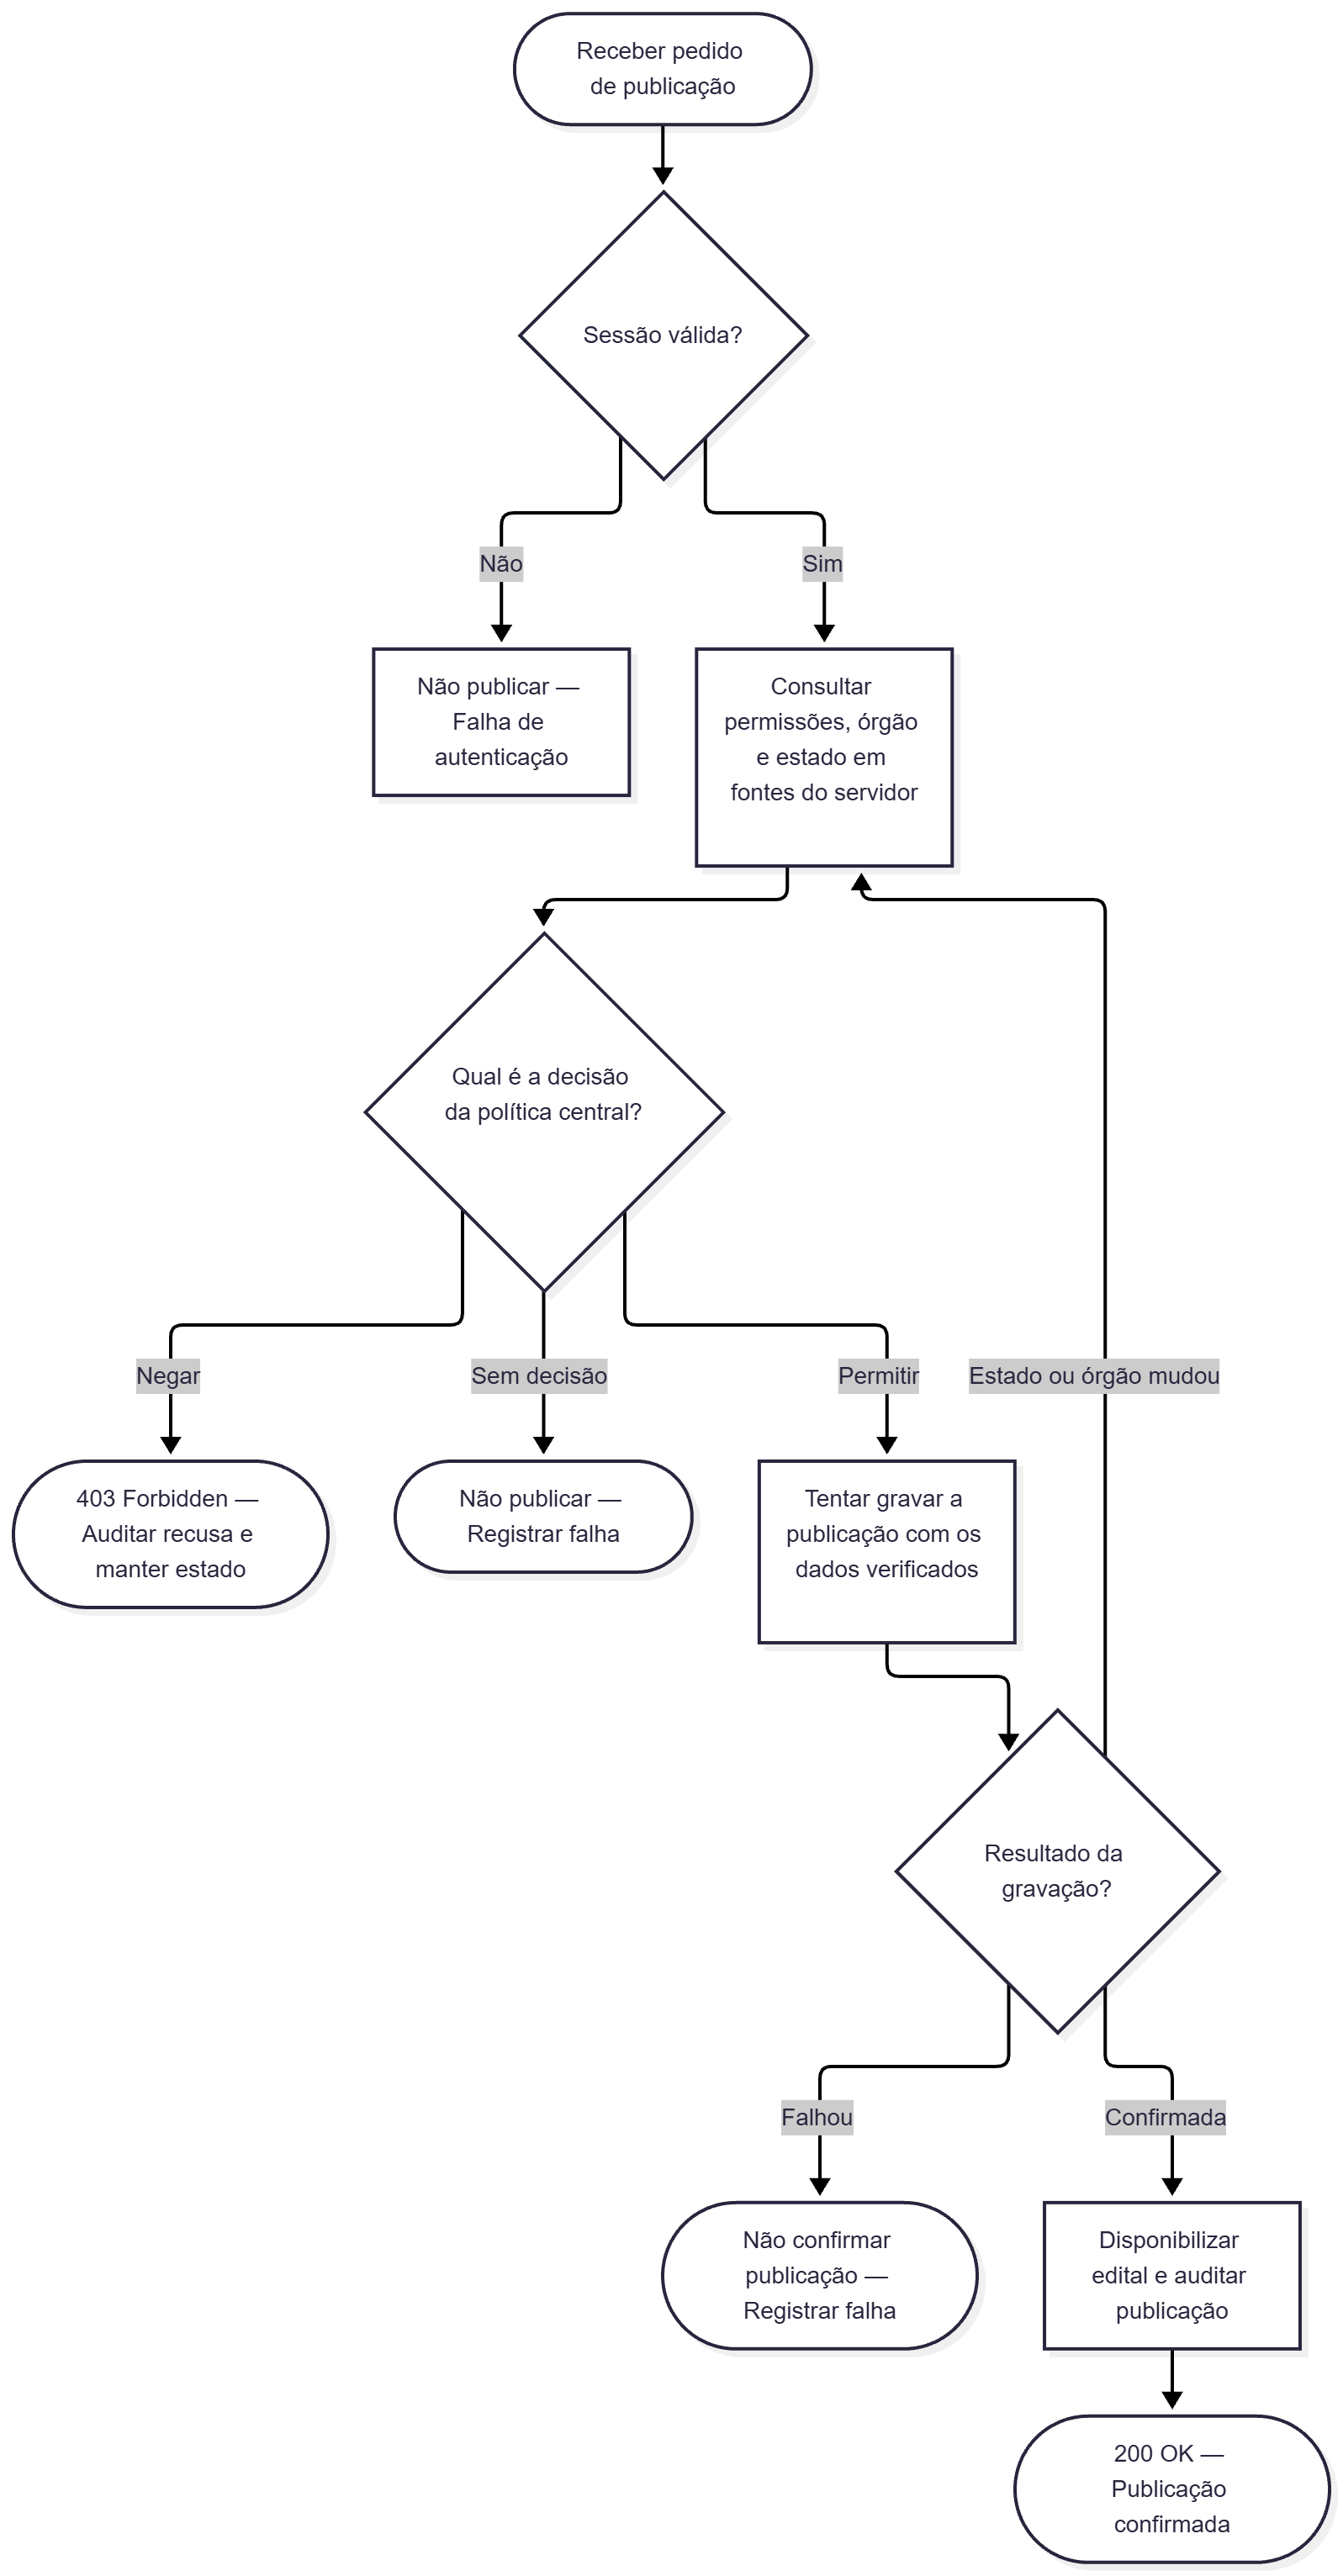 Receber pedido
de publicação
Sessão válida?
Não
Sim
Não publicar —
Falha de
autenticação
Consultar
permissões, órgão
e estado em
fontes do servidor
Qual é a decisão
da política central?
Negar
Sem decisão
Permitir
Estado ou órgão mudou
403 Forbidden —
Auditar recusa e
manter estado
Não publicar —
Registrar falha
Tentar gravar a
publicação com os
dados verificados
Resultado da
gravação?
Falhou
Confirmada
Não confirmar
publicação —
Registrar falha
Disponibilizar
edital e auditar
publicação
200 OK —
Publicação
confirmada